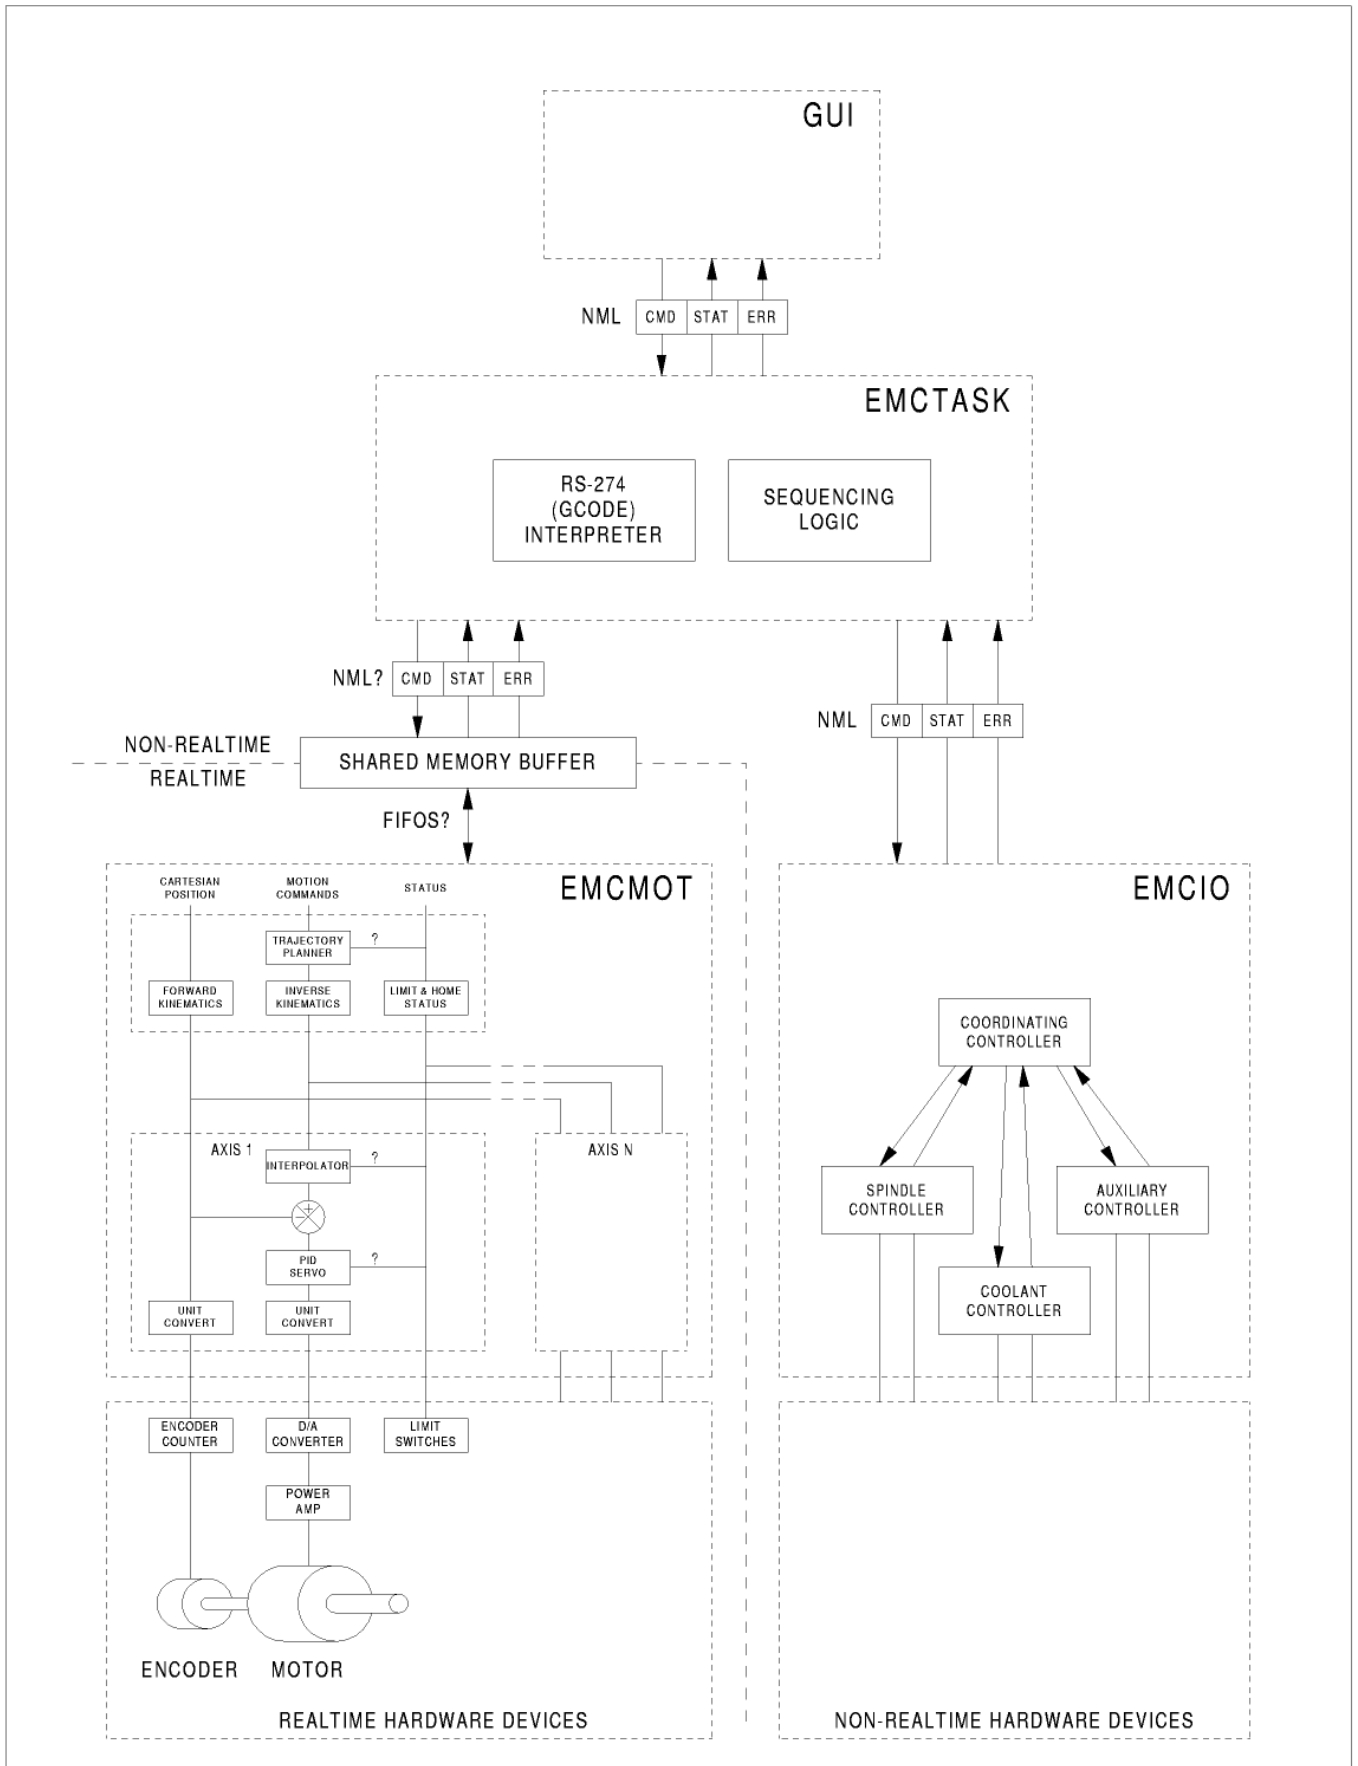 GUI
NML
CMD
STAT
ERR
EMCTASK
RS-274
(GCODE)
INTERPRETER
SEQUENCING
LOGIC
NML?
CMD
STAT
ERR
NML
CMD
STAT
ERR
NON-REALTIME
REALTIME
SHARED MEMORY BUFFER
FIFOS?
EMCMOT
CARTESIAN
POSITION
MOTION
COMMANDS
STATUS
TRAJECTORY
PLANNER
?
FORWARD
KINEMATICS
INVERSE
KINEMATICS
LIMIT & HOME
STATUS
AXIS 1
INTERPOLATOR
?
+
−
PID
SERVO
?
UNIT
CONVERT
UNIT
CONVERT
AXIS N
EMCIO
COORDINATING
CONTROLLER
SPINDLE
CONTROLLER
AUXILIARY
CONTROLLER
COOLANT
CONTROLLER
ENCODER
COUNTER
D/A
CONVERTER
LIMIT
SWITCHES
POWER
AMP
ENCODER
MOTOR
REALTIME HARDWARE DEVICES
NON-REALTIME HARDWARE DEVICES